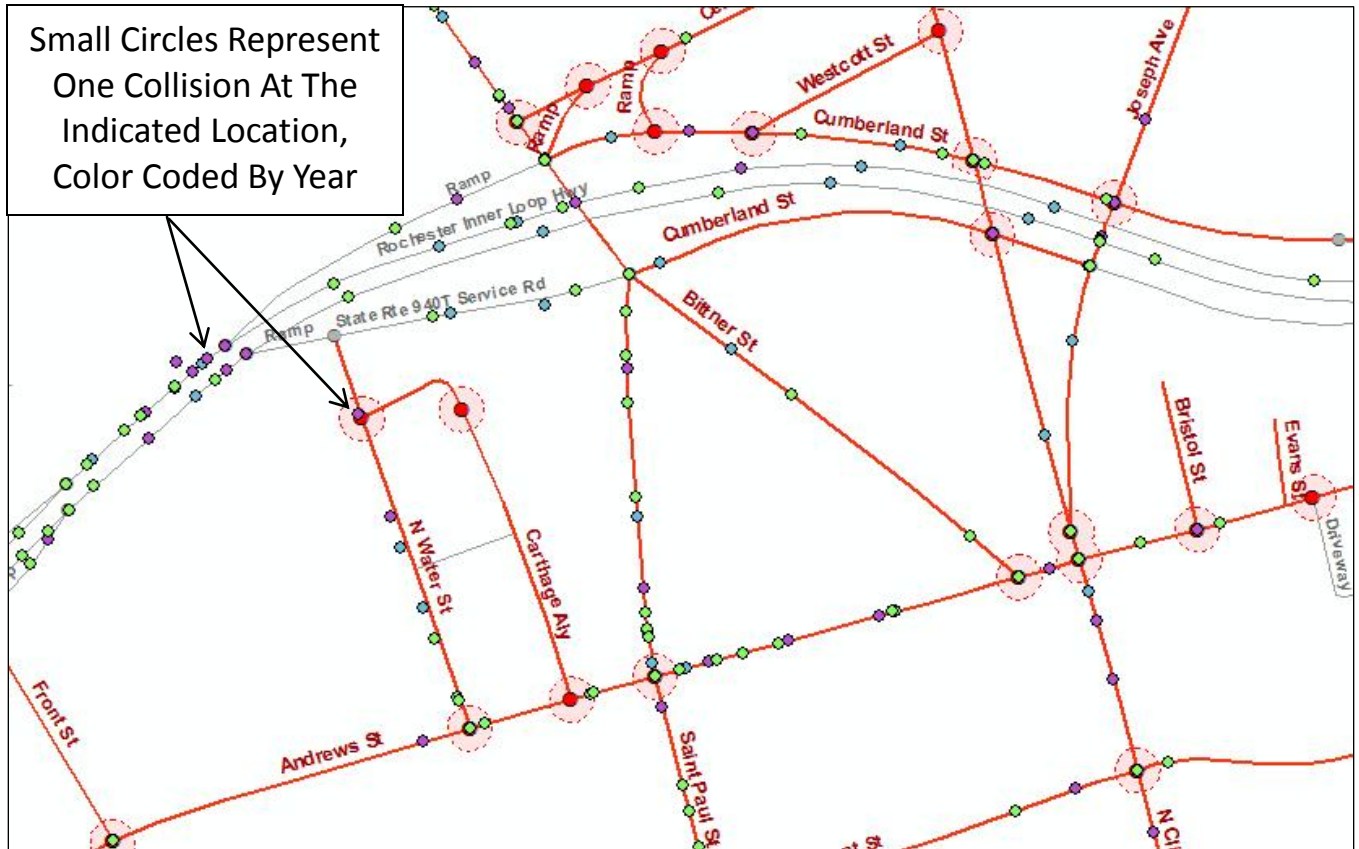 Small Circles Represent
One Collision At The
Indicated Location,
Color Coded By Year
Ramp
Ramp
Westcott St
Joseph Ave
Cumberland St
Ramp
Rochester Inner Loop Hwy
Cumberland St
State Rte 940T Service Rd
Ramp
Bittner St
Bristol St
Evans St
Driveway
N Water St
Carthage Aly
Front St
Andrews St
Saint Paul St